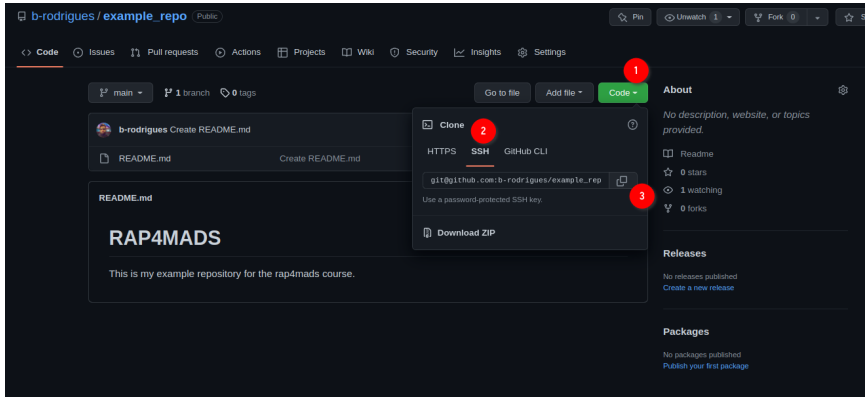 b-rodrigues / example_repo Public
Pin Unwatch 1 Fork 0
Code Issues Pull requests Actions Projects Wiki Security Insights Settings
1
main 1 branch 0 tags Go to file Add file Code
b-rodrigues Create README.md
README.md Create README.md
Clone
2
HTTPS SSH GitHub CLI
git@github.com:b-rodrigues/example_rep
3
Use a password-protected SSH key.
Download ZIP
README.md
RAP4MADS
This is my example repository for the rap4mads course.
About
No description, website, or topics
provided.
Readme
0 stars
1 watching
0 forks
Releases
No releases published
Create a new release
Packages
No packages published
Publish your first package